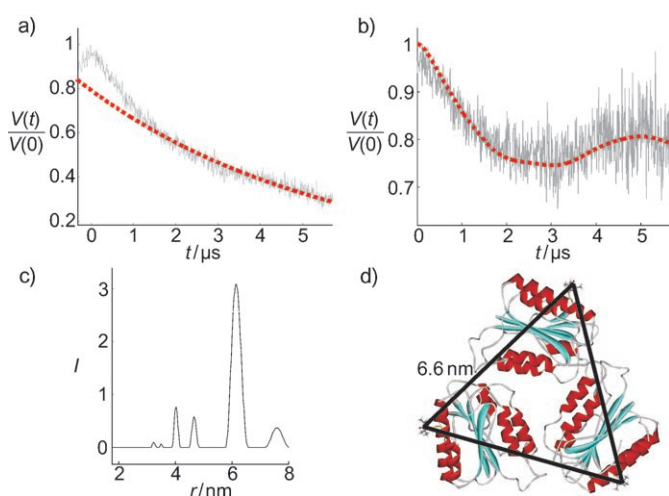 a)
1
0.8
V(t)
V(0)
0.6
0.4
0.2
0 1 2 3 4 5
t/µs
b)
1
0.9
V(t)
V(0)
0.8
0.7
0 1 2 3 4 5
t/µs
c)
3
2
I
1
0
2 4 6 8
r/nm
d)
6.6 nm